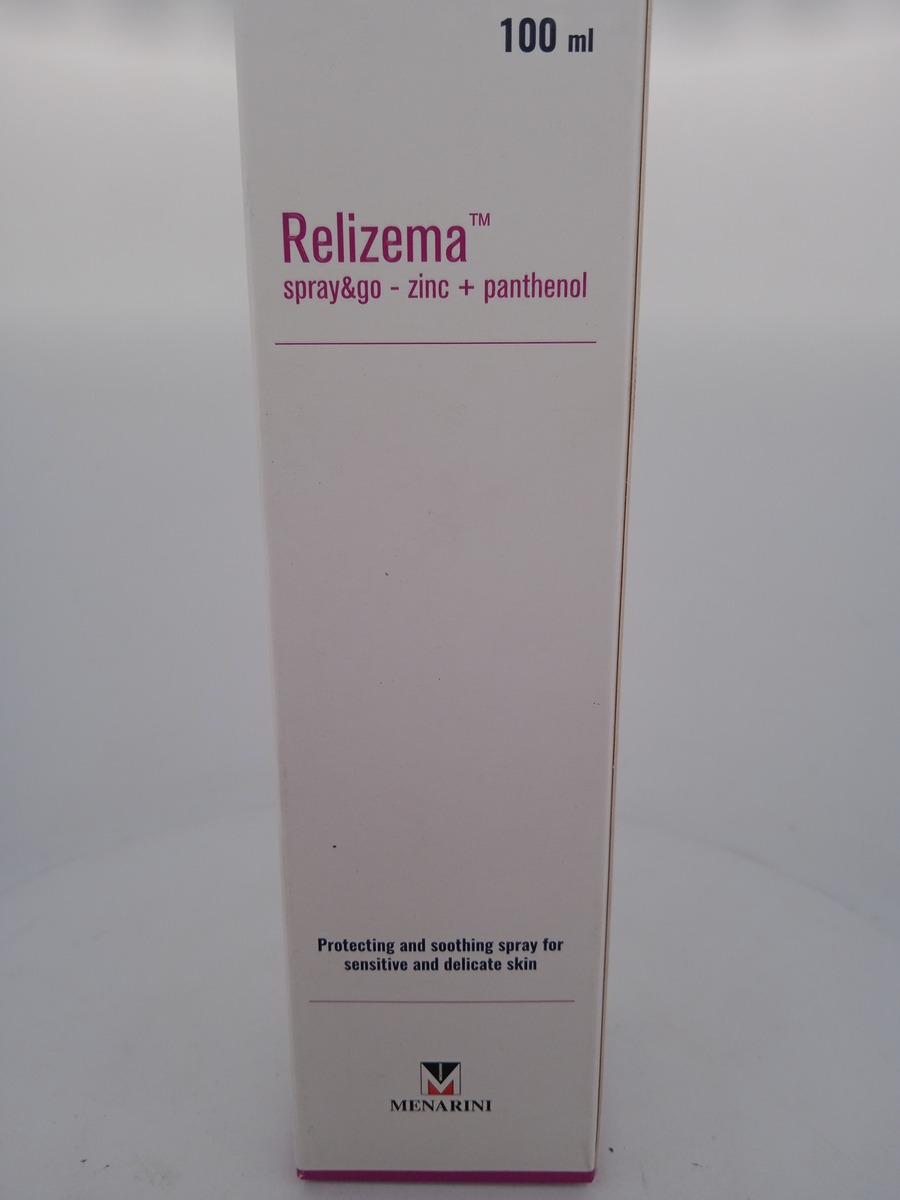 100 ml
Relizema™
spray&go - zinc + panthenol
Protecting and soothing spray for
sensitive and delicate skin
MENARINI